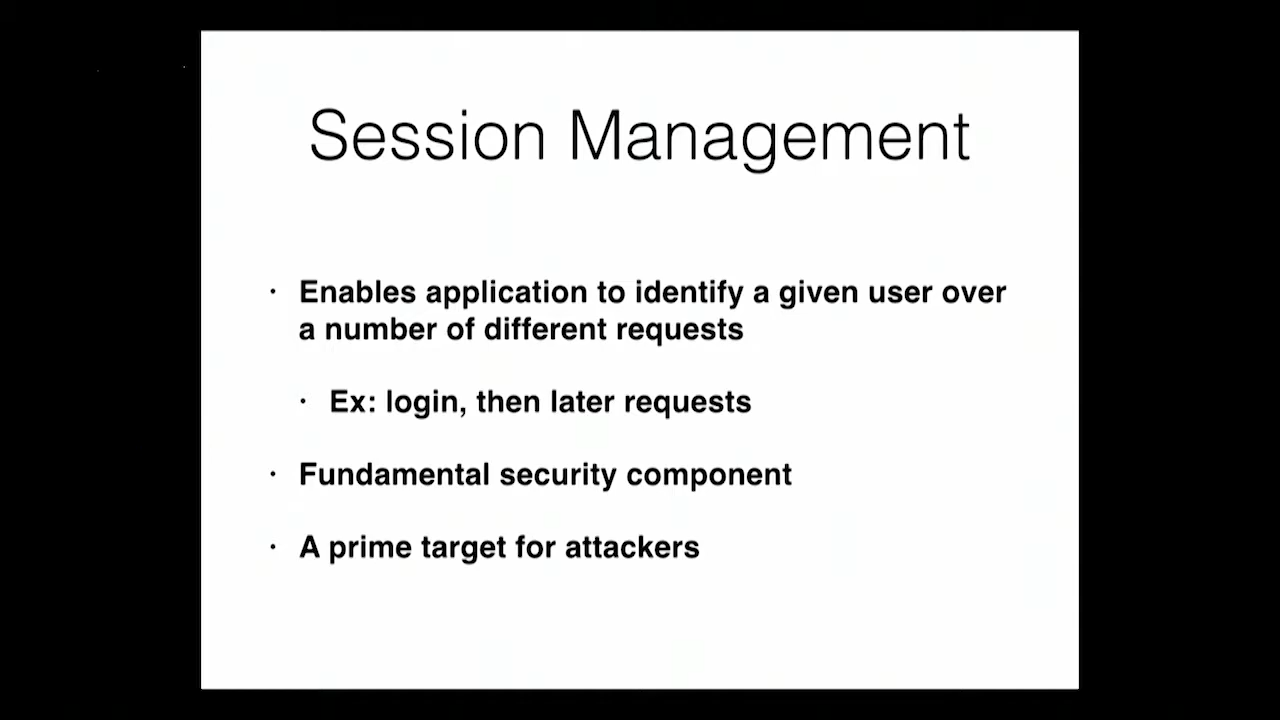 Session Management
• Enables application to identify a given user over
a number of different requests
• Ex: login, then later requests
• Fundamental security component
• A prime target for attackers